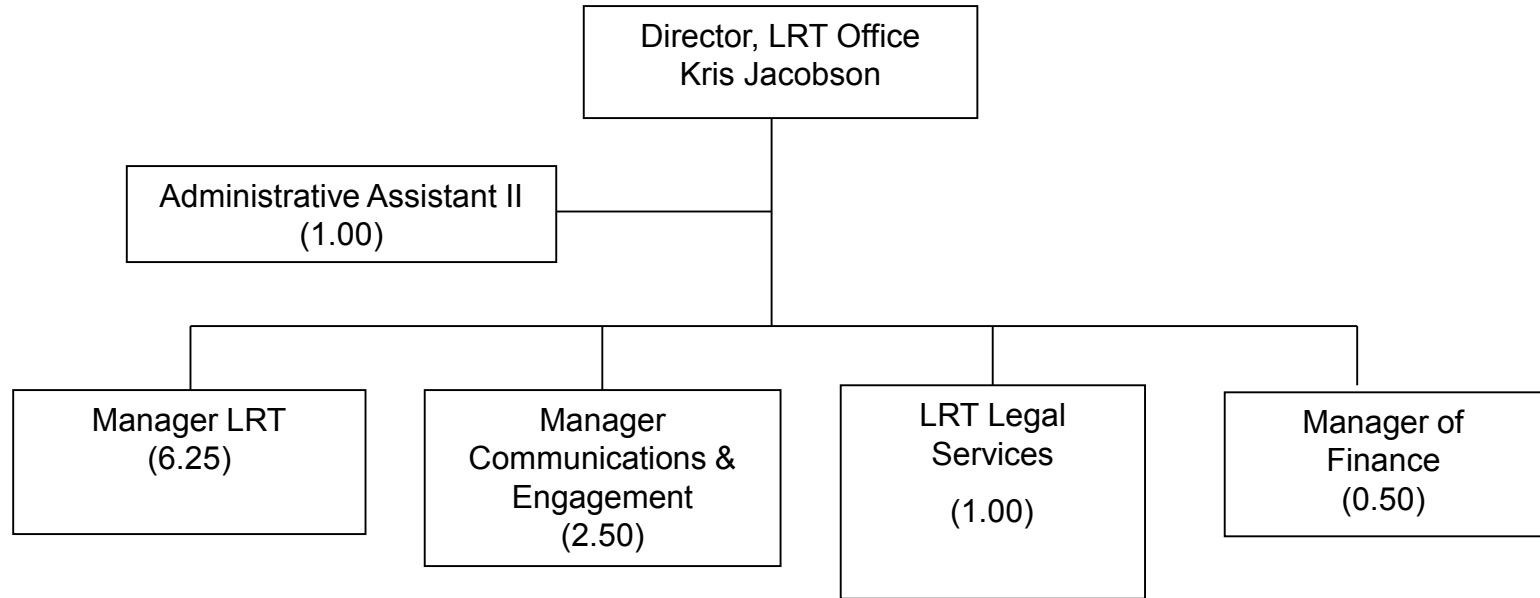 Director, LRT Office
Kris Jacobson
Administrative Assistant II
(1.00)
Manager LRT
(6.25)
Manager
Communications &
Engagement
(2.50)
LRT Legal
Services
(1.00)
Manager of
Finance
(0.50)